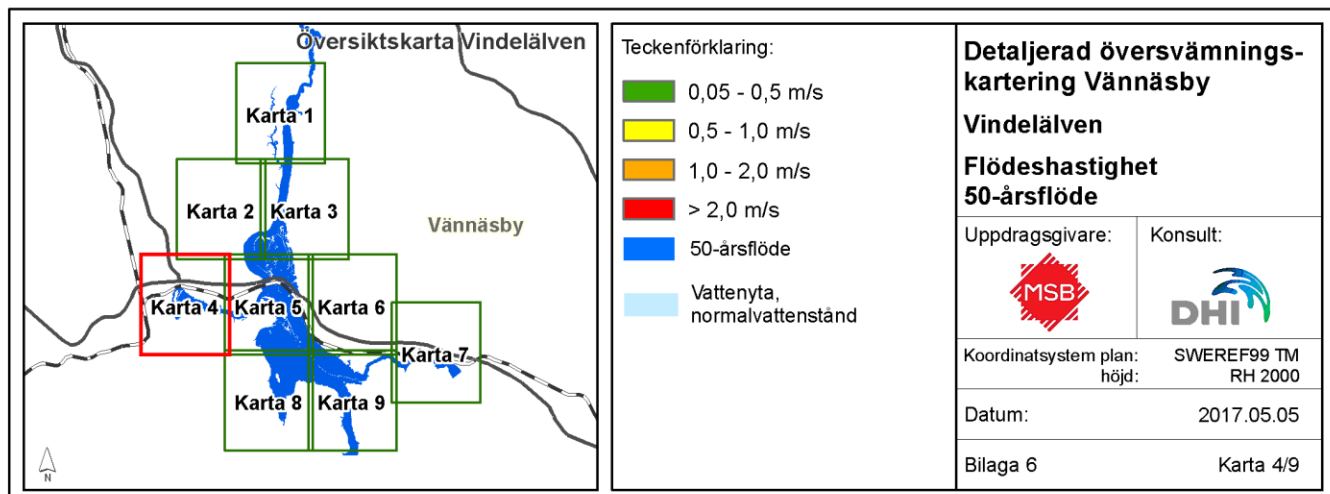 Översiktskarta Vindelälven
Karta 1
Karta 2
Karta 3
Vännäsby
Karta 4
Karta 5
Karta 6
Karta 7
Karta 8
Karta 9
N
Teckenförklaring:
0,05 - 0,5 m/s
0,5 - 1,0 m/s
1,0 - 2,0 m/s
> 2,0 m/s
50-årsflöde
Vattenyta,
normalvattenstånd
Detaljerad översvämnings-
kartering Vännäsby
Vindelälven
Flödeshastighet
50-årsflöde
Uppdragsgivare:
MSB
Konsult:
DHI
Koordinatsystem plan: SWEREF99 TM
höjd: RH 2000
Datum: 2017.05.05
Bilaga 6 Karta 4/9